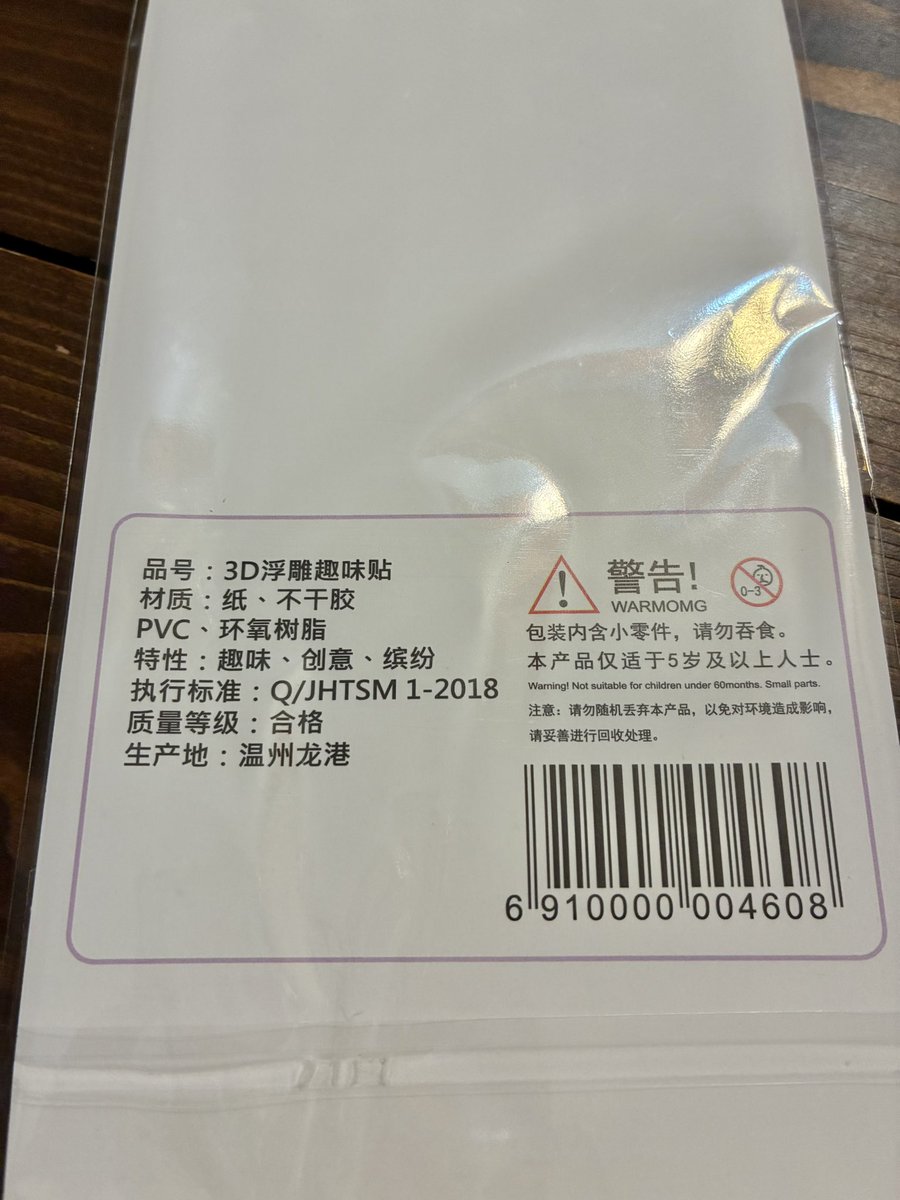 品号：3D浮雕趣味贴
材质：纸、不干胶
PVC、环氧树脂
特性：趣味、创意、缤纷
执行标准：Q/JHTSM 1-2018
质量等级：合格
生产地：温州龙港
警告!
WARMOMG
0-3
包装内含小零件，请勿吞食。
本产品仅适于5岁及以上人士。
Warning! Not suitable for children under 60months. Small parts.
注意：请勿随机丢弃本产品，以免对环境造成影响，
请妥善进行回收处理。
6 910000 004608